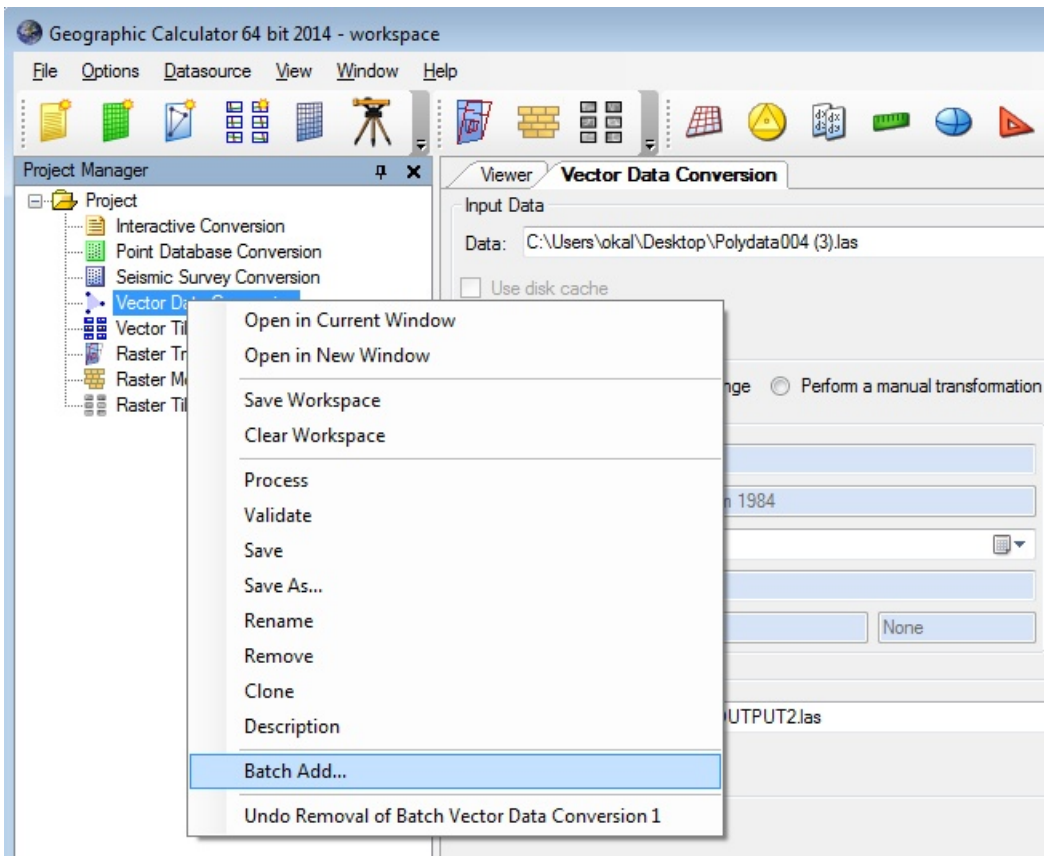 Geographic Calculator 64 bit 2014 - workspace
File Options Datasource View Window Help
Project Manager
Viewer Vector Data Conversion
Project
Interactive Conversion
Point Database Conversion
Seismic Survey Conversion
Vector
Vector
Raster
Raster
Raster
Input Data
Data: C:\Users\okal\Desktop\Polydata004 (3).las
Use disk cache
Perform a manual transformation
1984
None
UTPUT2.las
Open in Current Window
Open in New Window
Save Workspace
Clear Workspace
Process
Validate
Save
Save As...
Rename
Remove
Clone
Description
Batch Add...
Undo Removal of Batch Vector Data Conversion 1